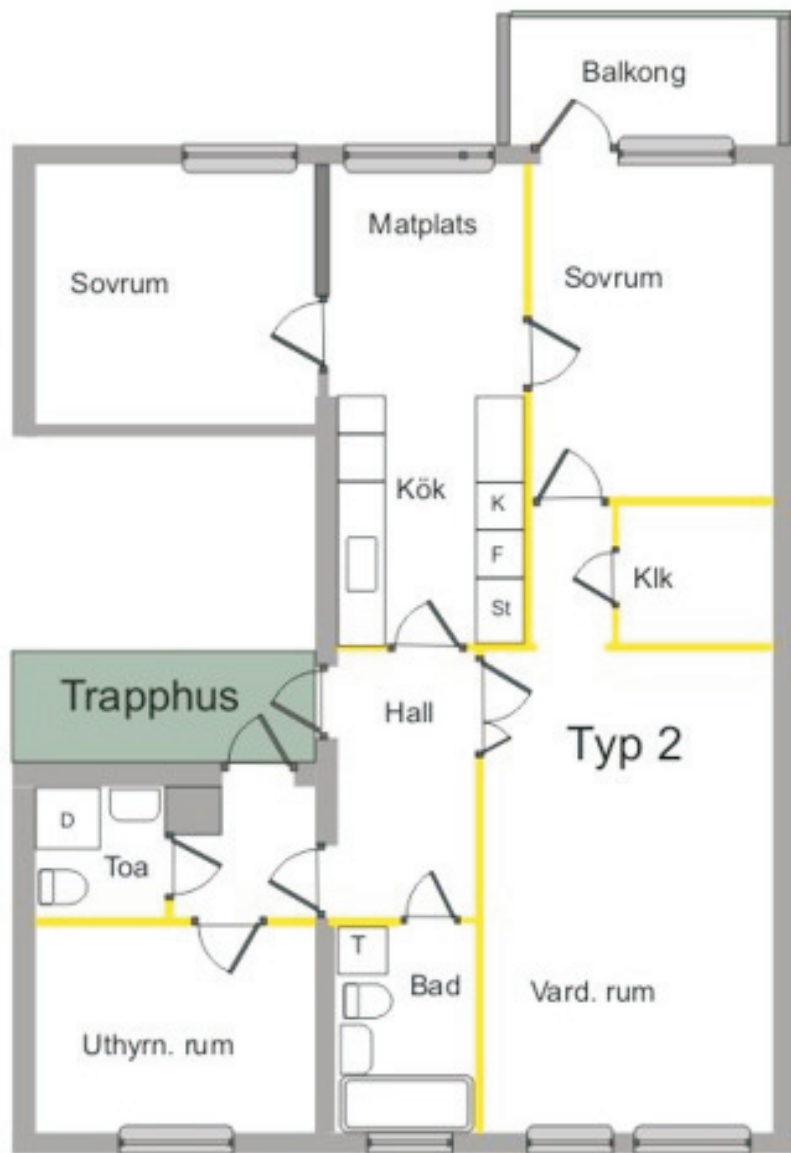 Balkong
Matplats
Sovrum
Sovrum
Kök
K
F
St
Klk
Trapphus
Hall
Typ 2
D
Toa
T
Bad
Vard. rum
Uthyrn. rum